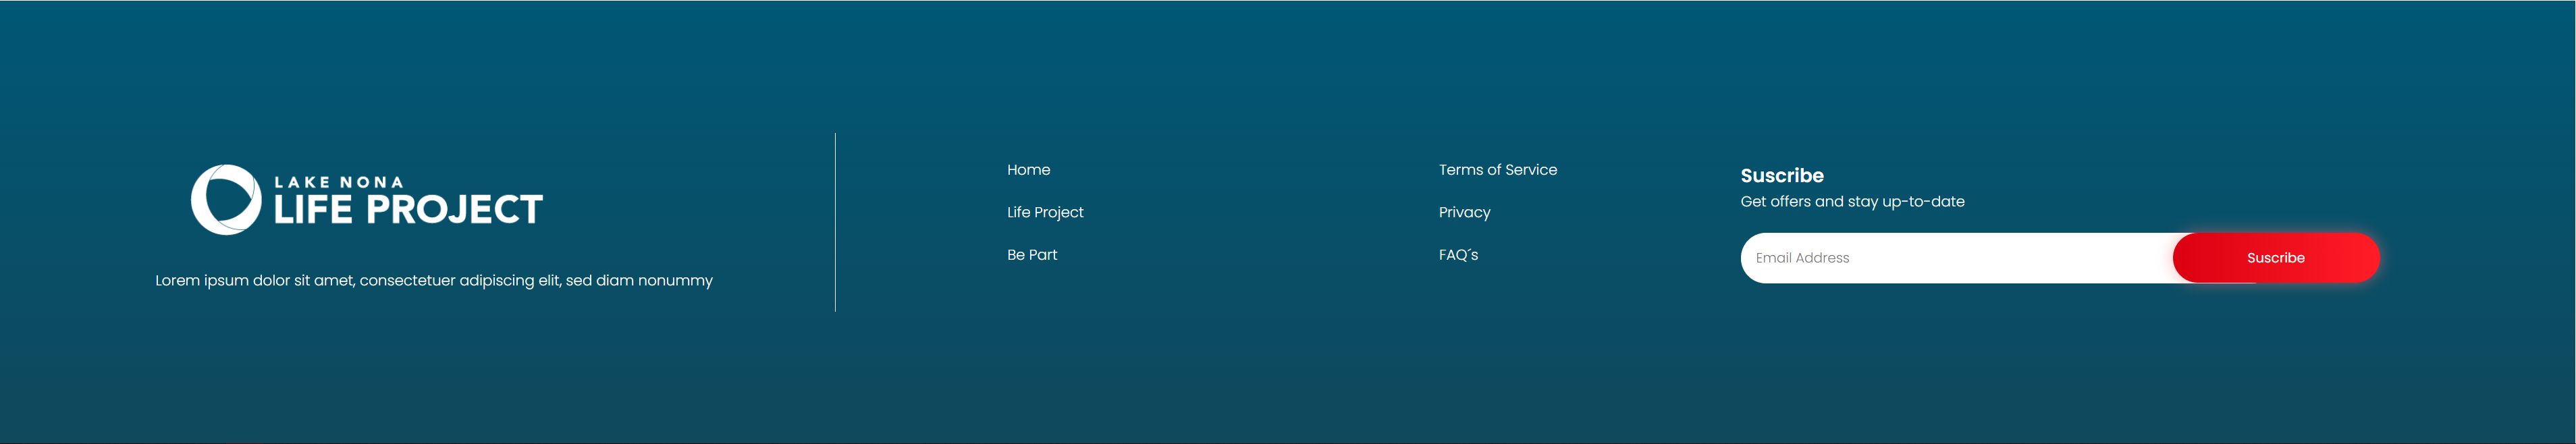 LAKE NONA
LIFE PROJECT
Lorem ipsum dolor sit amet, consectetuer adipiscing elit, sed diam nonummy
Home
Life Project
Be Part
Terms of Service
Privacy
FAQ´s
Suscribe
Get offers and stay up-to-date
Email Address
Suscribe